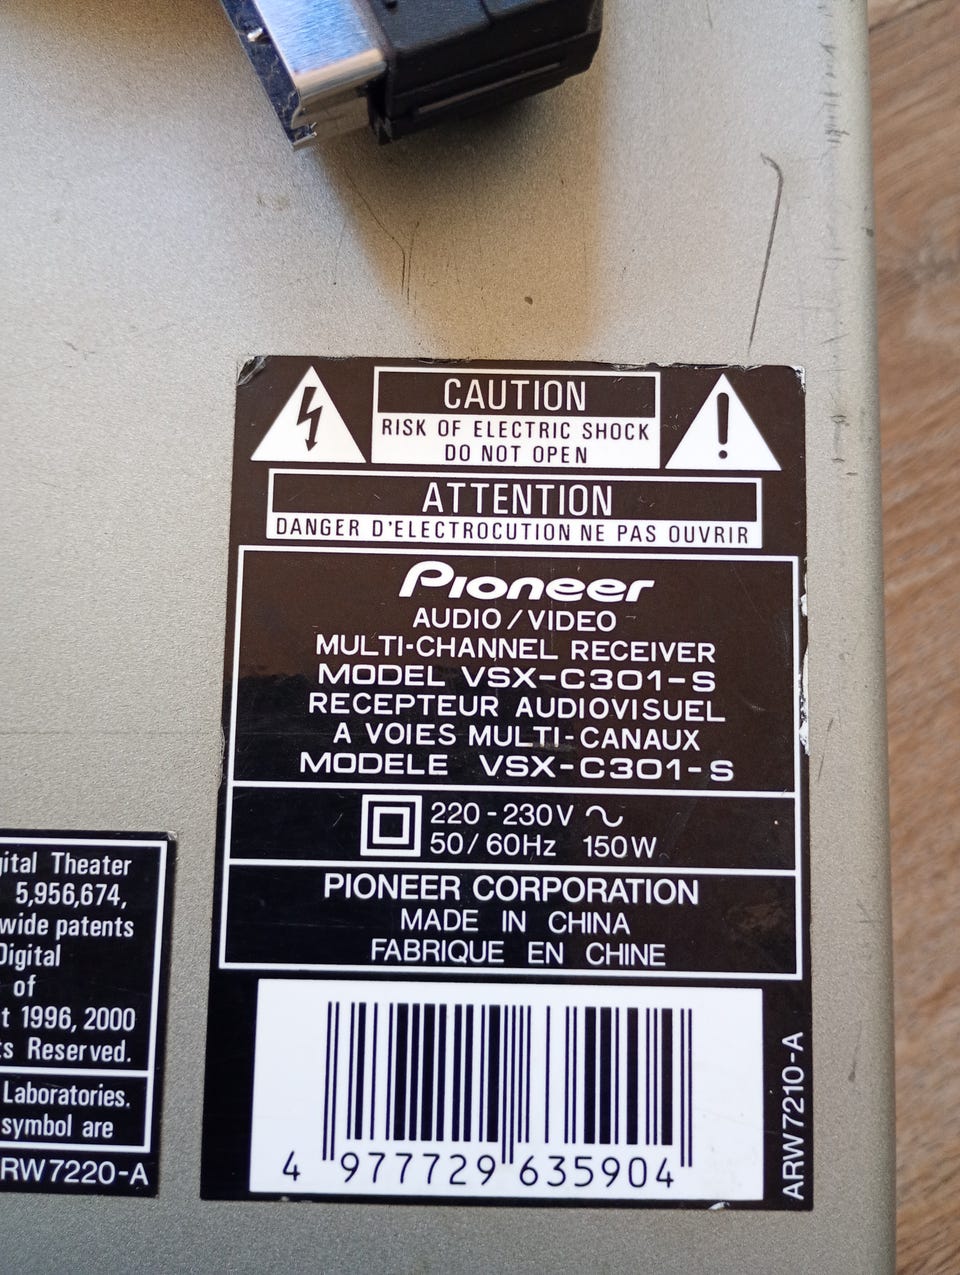 CAUTION
RISK OF ELECTRIC SHOCK
DO NOT OPEN
ATTENTION
DANGER D'ELECTROCUTION NE PAS OUVRIR
Pioneer
AUDIO/VIDEO
MULTI-CHANNEL RECEIVER
MODEL VSX-C301-S
RECEPTEUR AUDIOVISUEL
A VOIES MULTI-CANAUX
MODELE VSX-C301-S
220-230V
50/60Hz 150W
PIONEER CORPORATION
MADE IN CHINA
FABRIQUE EN CHINE
4 977729 635904
ARW7210-A
Theater
5,956,674,
wide patents
Digital
of
1996, 2000
Reserved.
Laboratories.
symbol are
RW7220-A